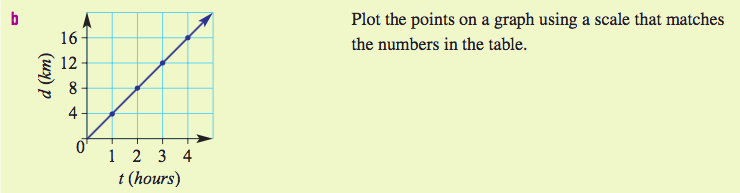 b
Plot the points on a graph using a scale that matches
the numbers in the table.
d (km)
16
12
8
4
0
1 2 3 4
t (hours)